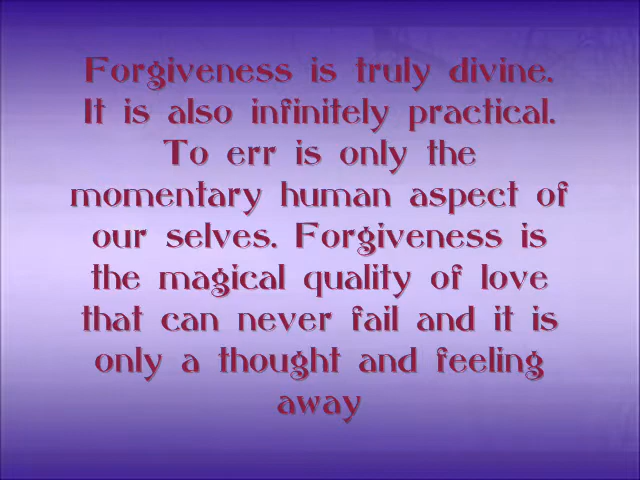 Forgiveness is truly divine.
It is also infinitely practical.
To err is only the
momentary human aspect of
our selves. Forgiveness is
the magical quality of love
that can never fail and it is
only a thought and feeling
away